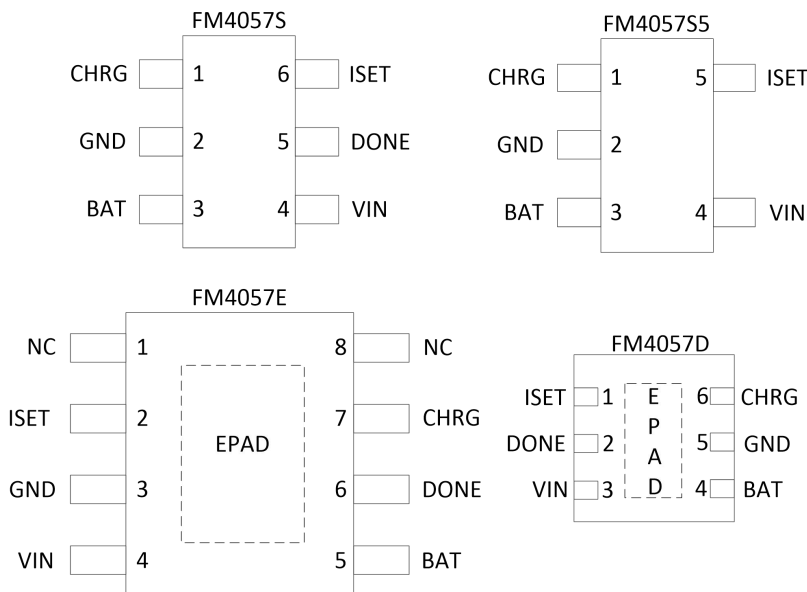 FM4057S
CHRG 1 6 ISET
GND 2 5 DONE
BAT 3 4 VIN
FM4057S5
CHRG 1 5 ISET
GND 2
BAT 3 4 VIN
FM4057E
NC 1 8 NC
ISET 2 7 CHRG
EPAD
GND 3 6 DONE
VIN 4 5 BAT
FM4057D
ISET 1 E 6 CHRG
P
DONE 2 5 GND
A
VIN 3 D 4 BAT